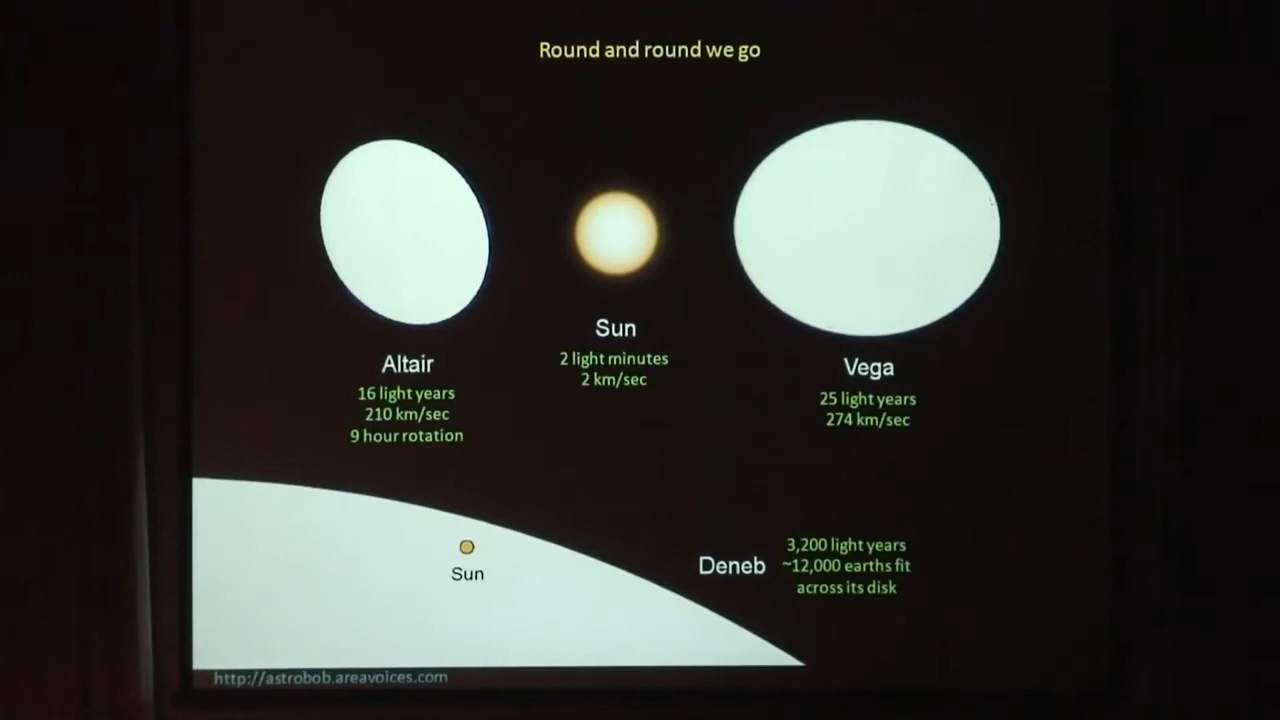 Round and round we go
Altair
16 light years
210 km/sec
9 hour rotation
Sun
2 light minutes
2 km/sec
Vega
25 light years
274 km/sec
Sun
Deneb
3,200 light years
~12,000 earths fit
across its disk
http://astrobob.areavoices.com